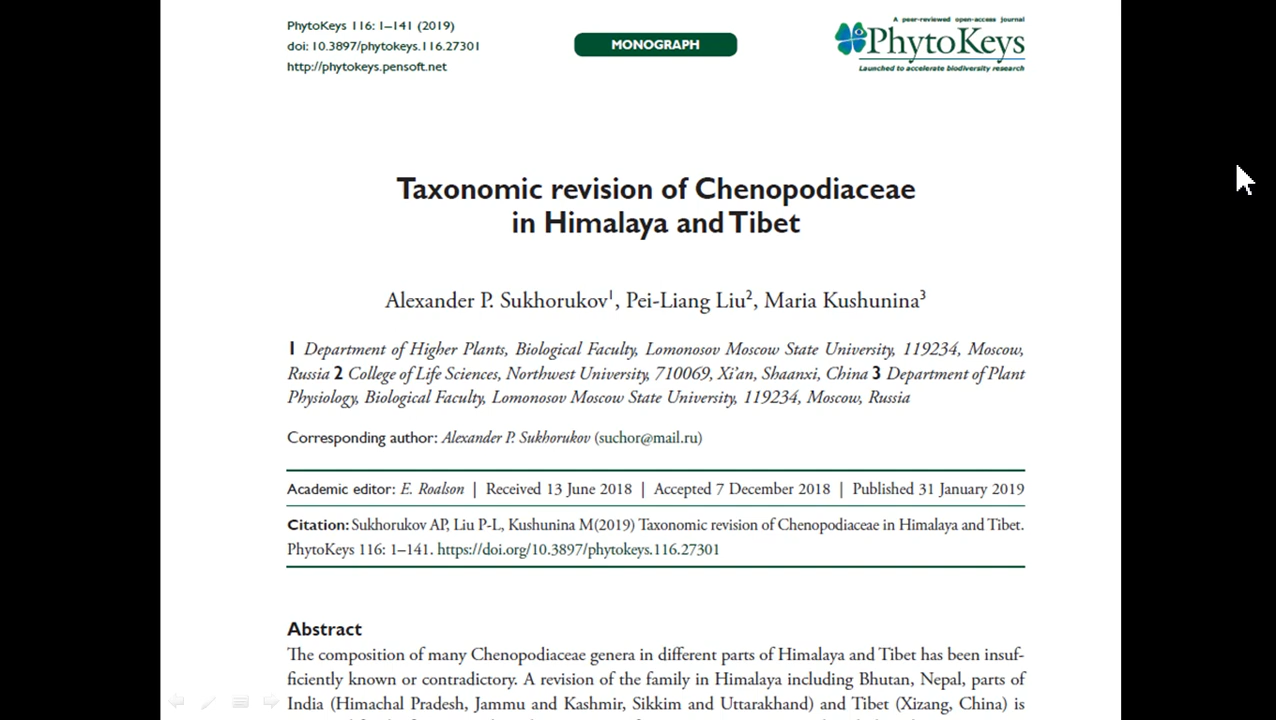 PhytoKeys 116: 1–141 (2019)
doi: 10.3897/phytokeys.116.27301
http://phytokeys.pensoft.net
MONOGRAPH
A peer-reviewed open-access journal
PhytoKeys
Launched to accelerate biodiversity research
Taxonomic revision of Chenopodiaceae
in Himalaya and Tibet
Alexander P. Sukhorukov1, Pei-Liang Liu2, Maria Kushunina3
1 Department of Higher Plants, Biological Faculty, Lomonosov Moscow State University, 119234, Moscow,
Russia 2 College of Life Sciences, Northwest University, 710069, Xi’an, Shaanxi, China 3 Department of Plant
Physiology, Biological Faculty, Lomonosov Moscow State University, 119234, Moscow, Russia
Corresponding author: Alexander P. Sukhorukov (suchor@mail.ru)
Academic editor: E. Roalson | Received 13 June 2018 | Accepted 7 December 2018 | Published 31 January 2019
Citation: Sukhorukov AP, Liu P-L, Kushunina M(2019) Taxonomic revision of Chenopodiaceae in Himalaya and Tibet.
PhytoKeys 116: 1–141. https://doi.org/10.3897/phytokeys.116.27301
Abstract
The composition of many Chenopodiaceae genera in different parts of Himalaya and Tibet has been insuf-
ficiently known or contradictory. A revision of the family in Himalaya including Bhutan, Nepal, parts of
India (Himachal Pradesh, Jammu and Kashmir, Sikkim and Uttarakhand) and Tibet (Xizang, China) is